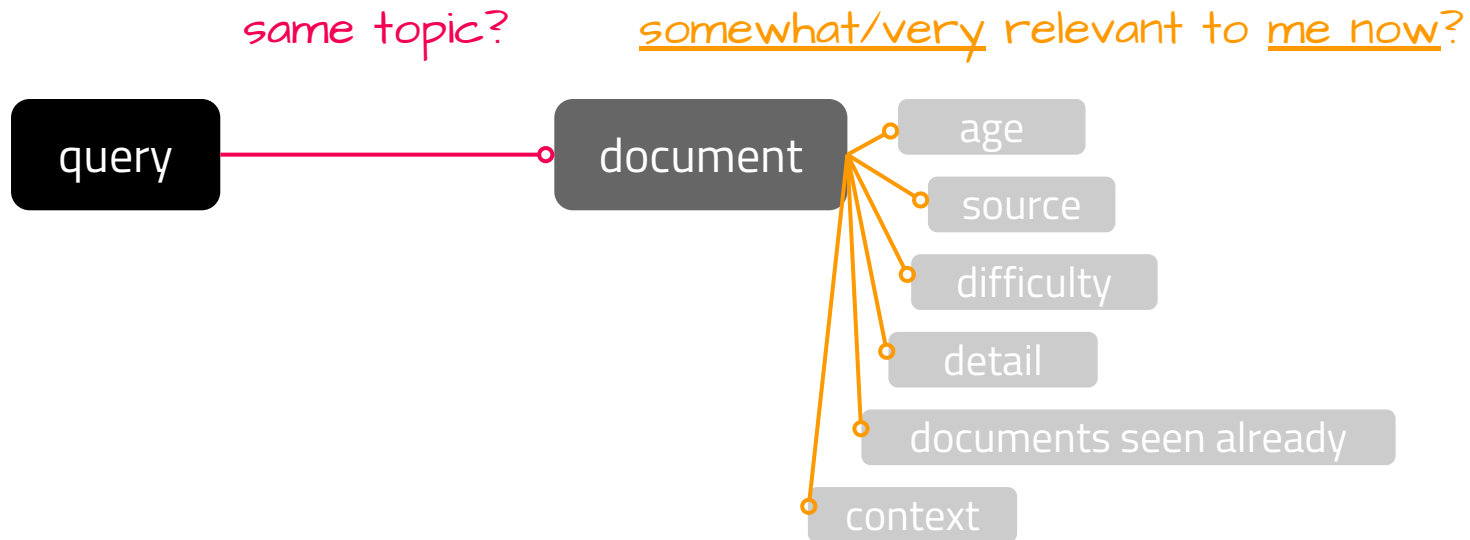 same topic?
somewhat/very relevant to me now?
query
document
age
source
difficulty
detail
documents seen already
context